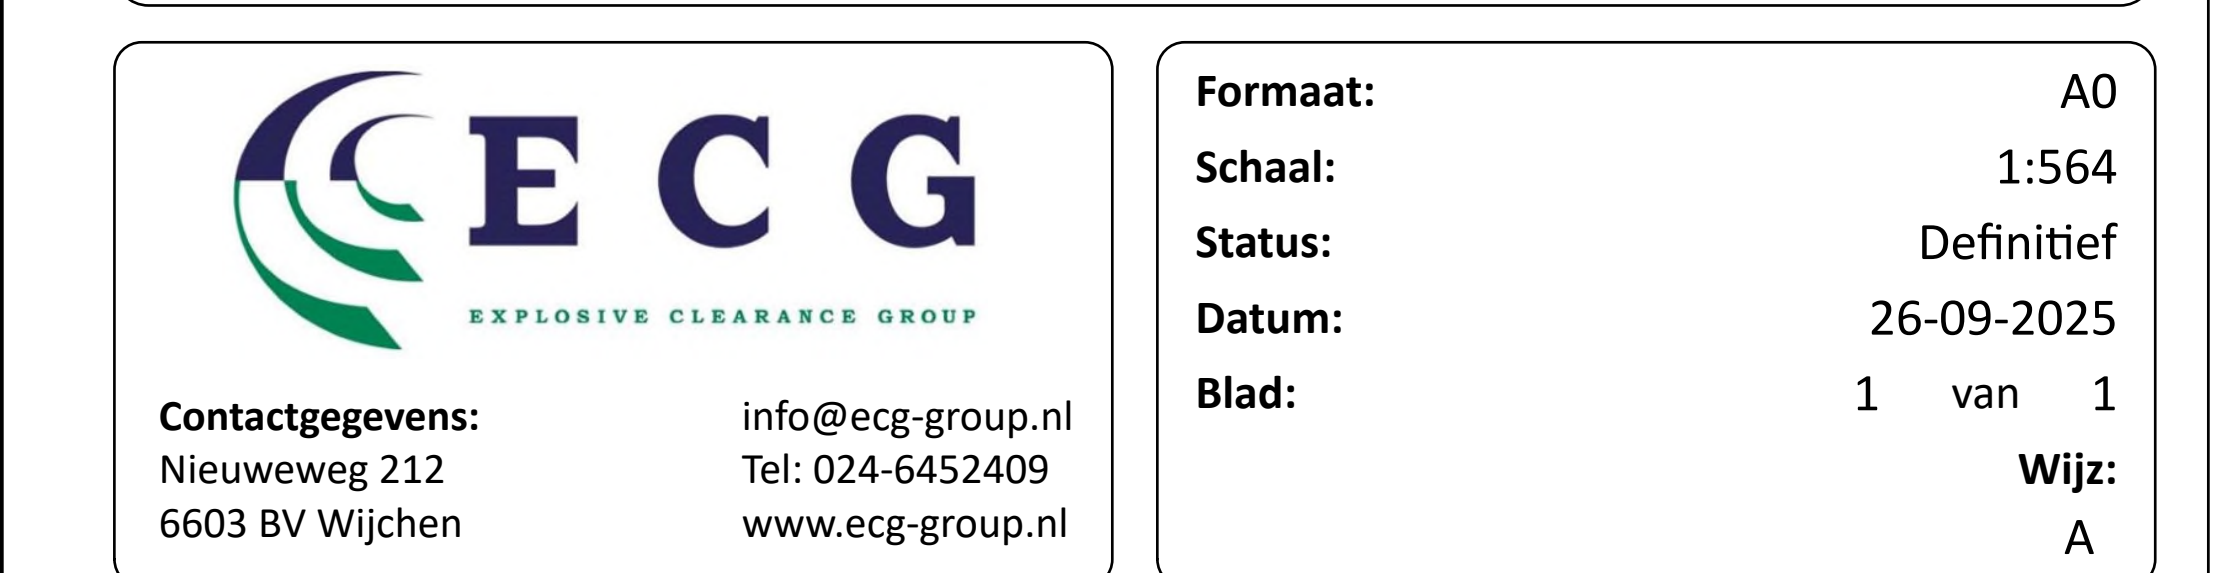 E C G
EXPLOSIVE CLEARANCE GROUP
Contactgegevens:
Nieuweweg 212
6603 BV Wijchen
info@ecg-group.nl
Tel: 024-6452409
www.ecg-group.nl
Formaat: A0
Schaal: 1:564
Status: Definitief
Datum: 26-09-2025
Blad: 1 van 1
Wijz:
A